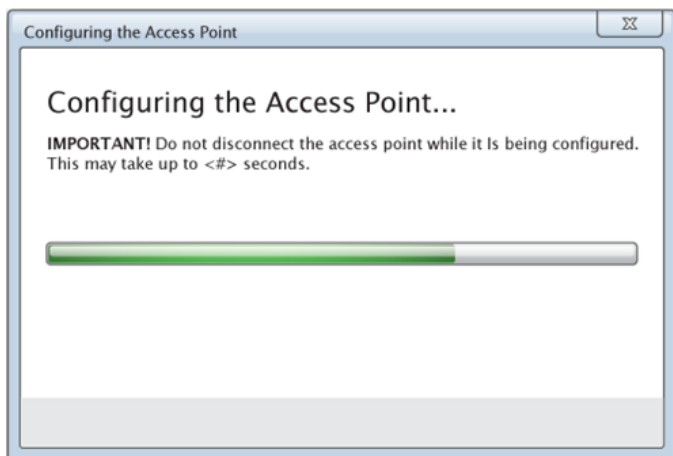 Configuring the Access Point
Configuring the Access Point...
IMPORTANT! Do not disconnect the access point while it Is being configured.
This may take up to <#> seconds.